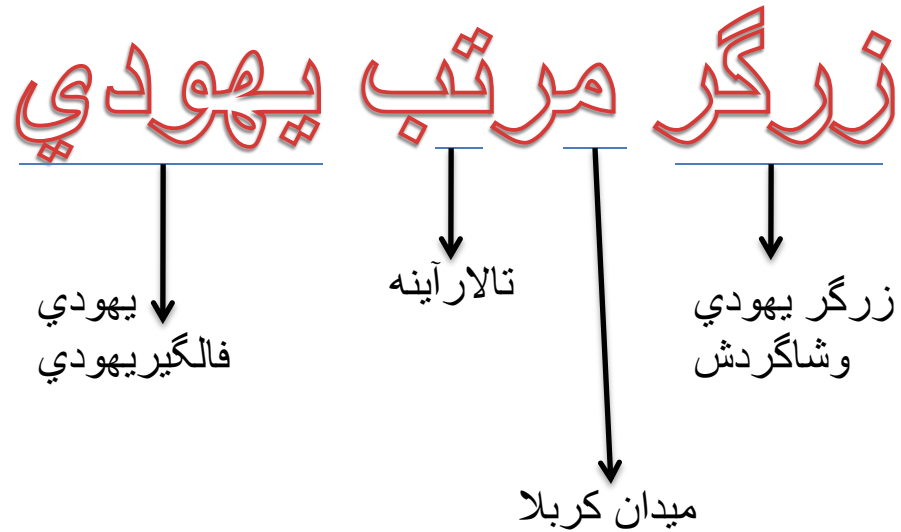 زرگر مرتب يهودي
زرگر يهودي
وشاگردش
تالارآينه
يهودي
فالگيريهودي
ميدان كربلا